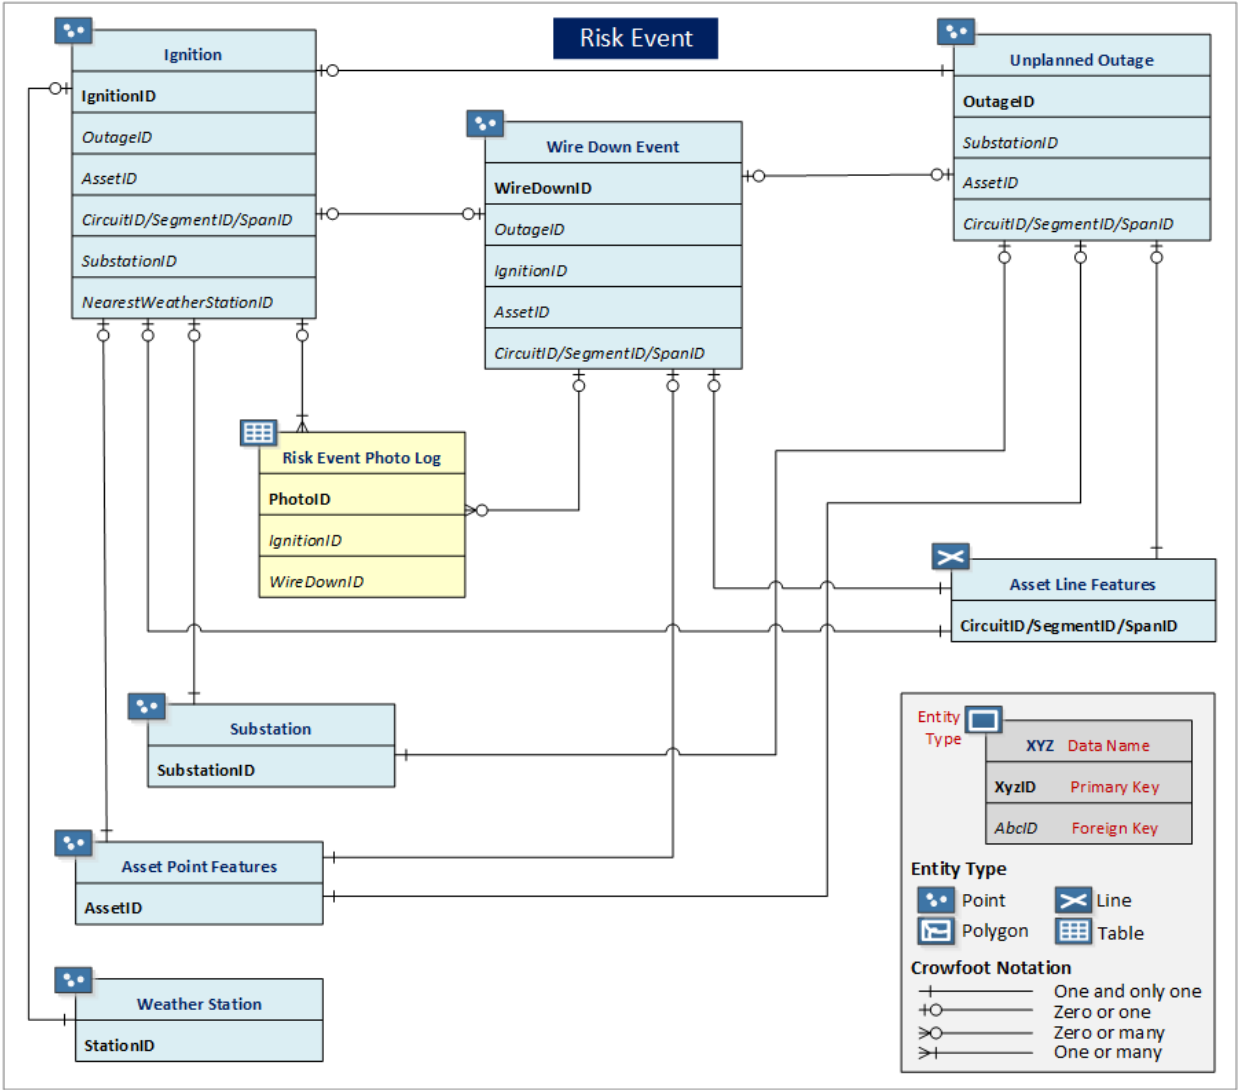 Risk Event
Ignition
IgnitionID
OutageID
AssetID
CircuitID/SegmentID/SpanID
SubstationID
NearestWeatherStationID
Wire Down Event
WireDownID
OutageID
IgnitionID
AssetID
CircuitID/SegmentID/SpanID
Unplanned Outage
OutageID
SubstationID
AssetID
CircuitID/SegmentID/SpanID
Risk Event Photo Log
PhotoID
IgnitionID
WireDownID
Asset Line Features
CircuitID/SegmentID/SpanID
Substation
SubstationID
Asset Point Features
AssetID
Weather Station
StationID
Entity
Type
XYZ Data Name
XyzID Primary Key
AbcID Foreign Key
Entity Type
Point
Line
Polygon
Table
Crowfoot Notation
One and only one
Zero or one
Zero or many
One or many